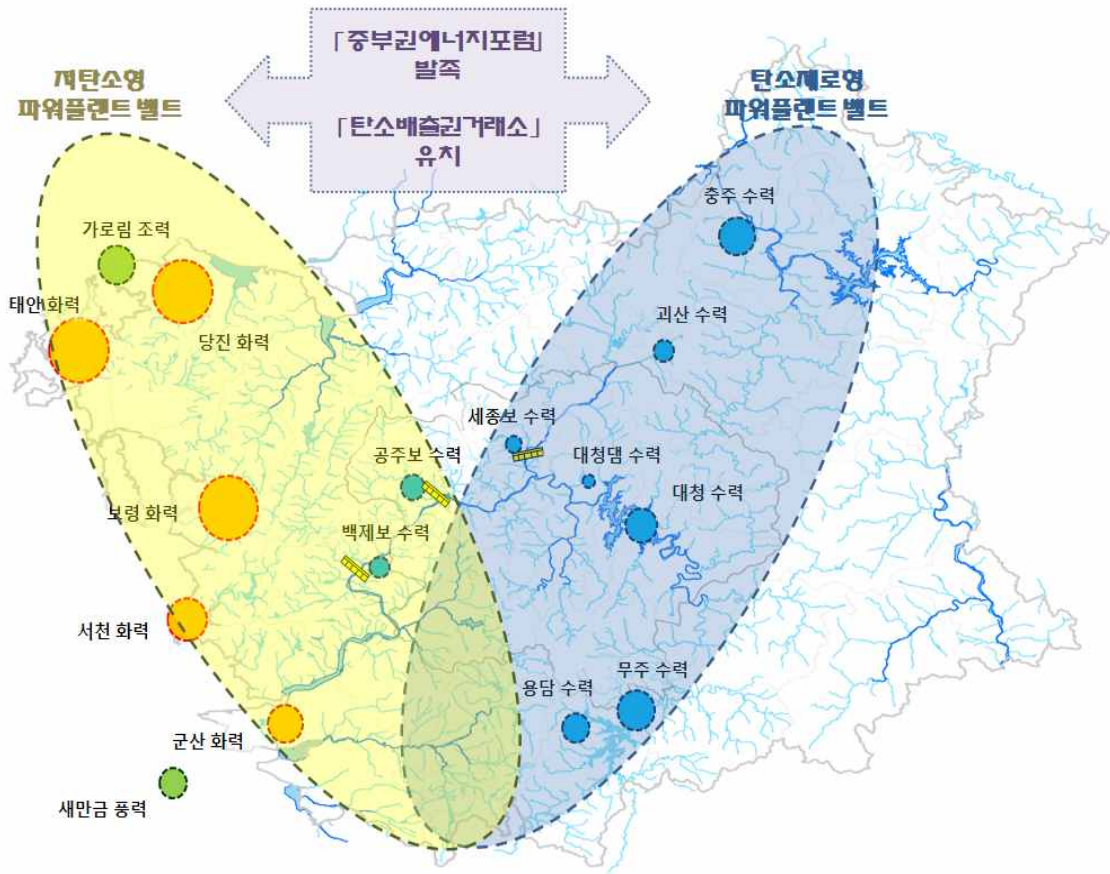 「중부권에너지포럼」
발족
「탄소배출권거래소」
유치
저탄소형
파워플랜트 벨트
탄소제로형
파워플랜트 벨트
충주 수력
가로림 조력
태안 화력
당진 화력
괴산 수력
세종보 수력
공주보 수력
대청댐 수력
대청 수력
보령 화력
백제보 수력
서천 화력
무주 수력
용담 수력
군산 화력
새만금 풍력